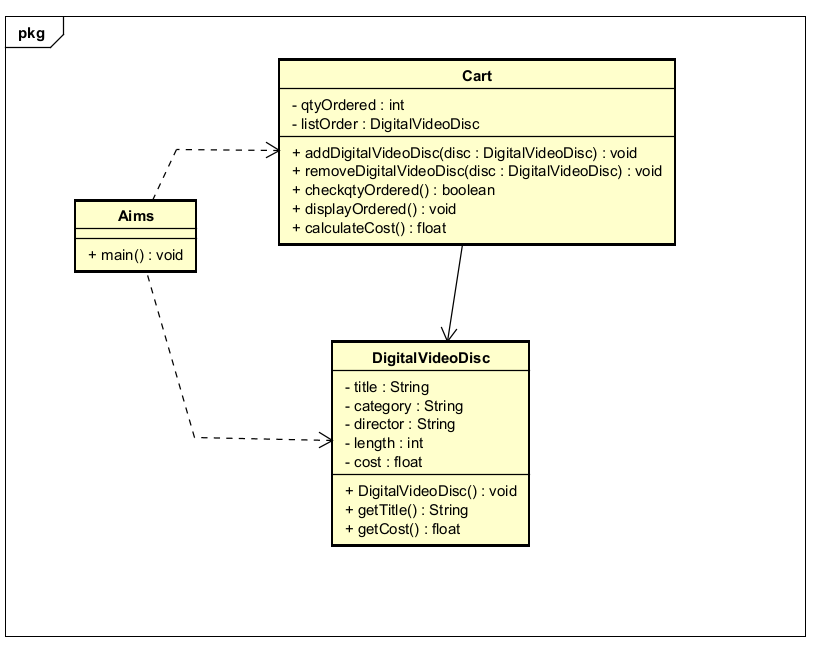 pkg
Cart
- qtyOrdered : int
- listOrder : DigitalVideoDisc
+ addDigitalVideoDisc(disc : DigitalVideoDisc) : void
+ removeDigitalVideoDisc(disc : DigitalVideoDisc) : void
+ checkqtyOrdered() : boolean
+ displayOrdered() : void
+ calculateCost() : float
Aims
+ main() : void
DigitalVideoDisc
- title : String
- category : String
- director : String
- length : int
- cost : float
+ DigitalVideoDisc() : void
+ getTitle() : String
+ getCost() : float